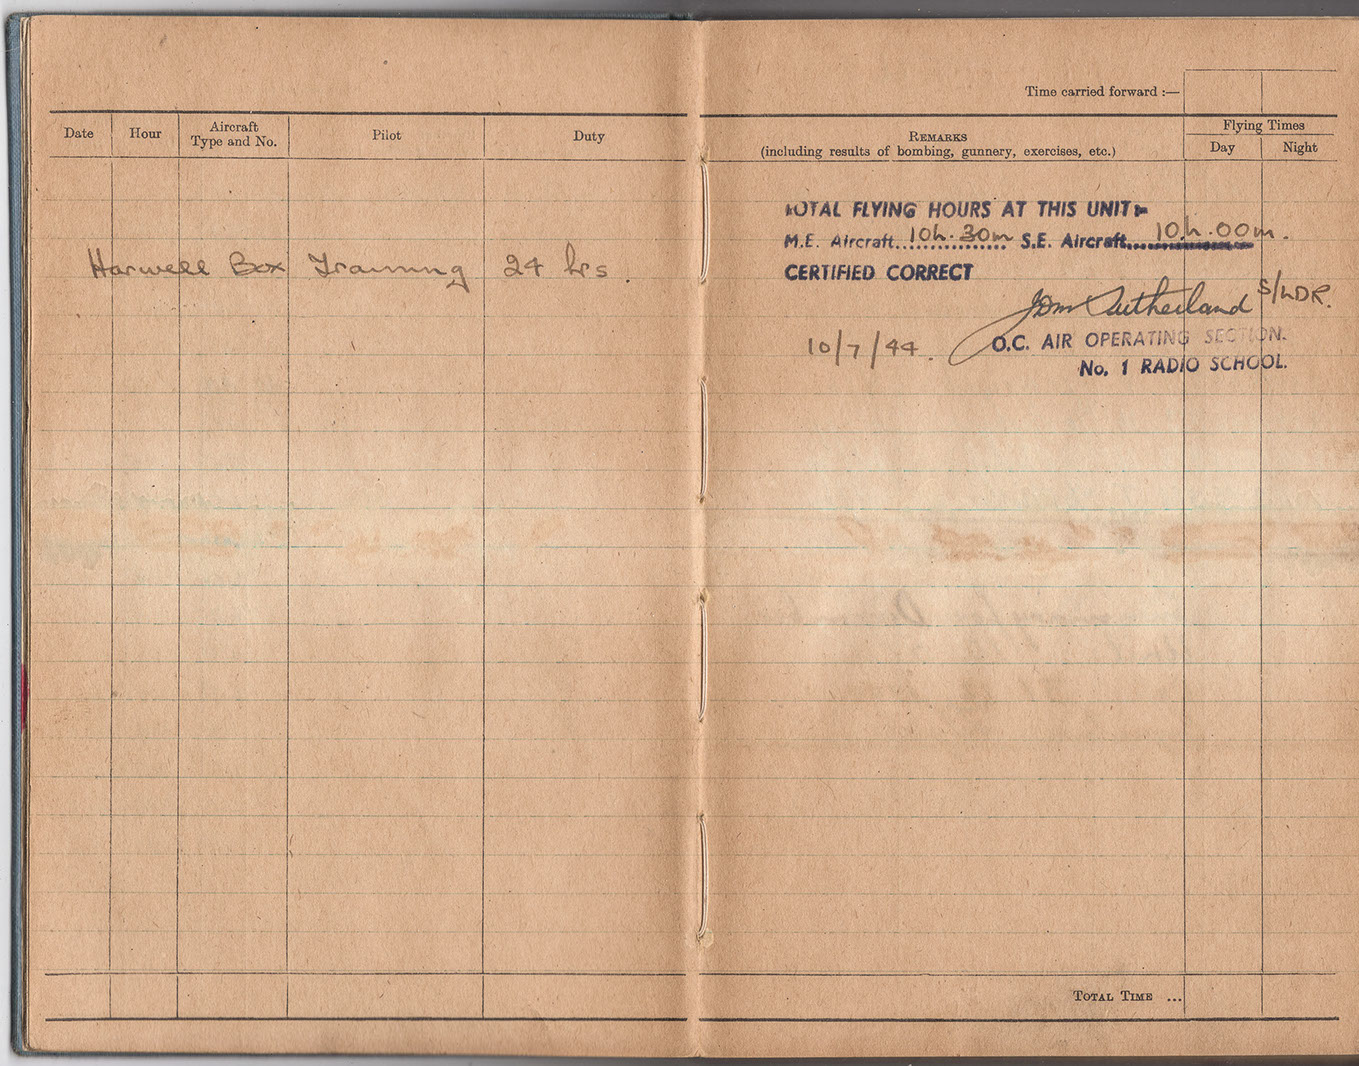 Date Hour Aircraft Type and No. Pilot Duty
Harwell Box Training 24 hrs.
Time carried forward :—
REMARKS
(including results of bombing, gunnery, exercises, etc.)
Flying Times
Day Night
TOTAL FLYING HOURS AT THIS UNIT:-
M.E. Aircraft..10h.30m S.E. Aircraft 10.h.00m.
CERTIFIED CORRECT
Sutherland S/LDR.
10/7/44.
O.C. AIR OPERATING SECTION.
No. 1 RADIO SCHOOL.
TOTAL TIME ...